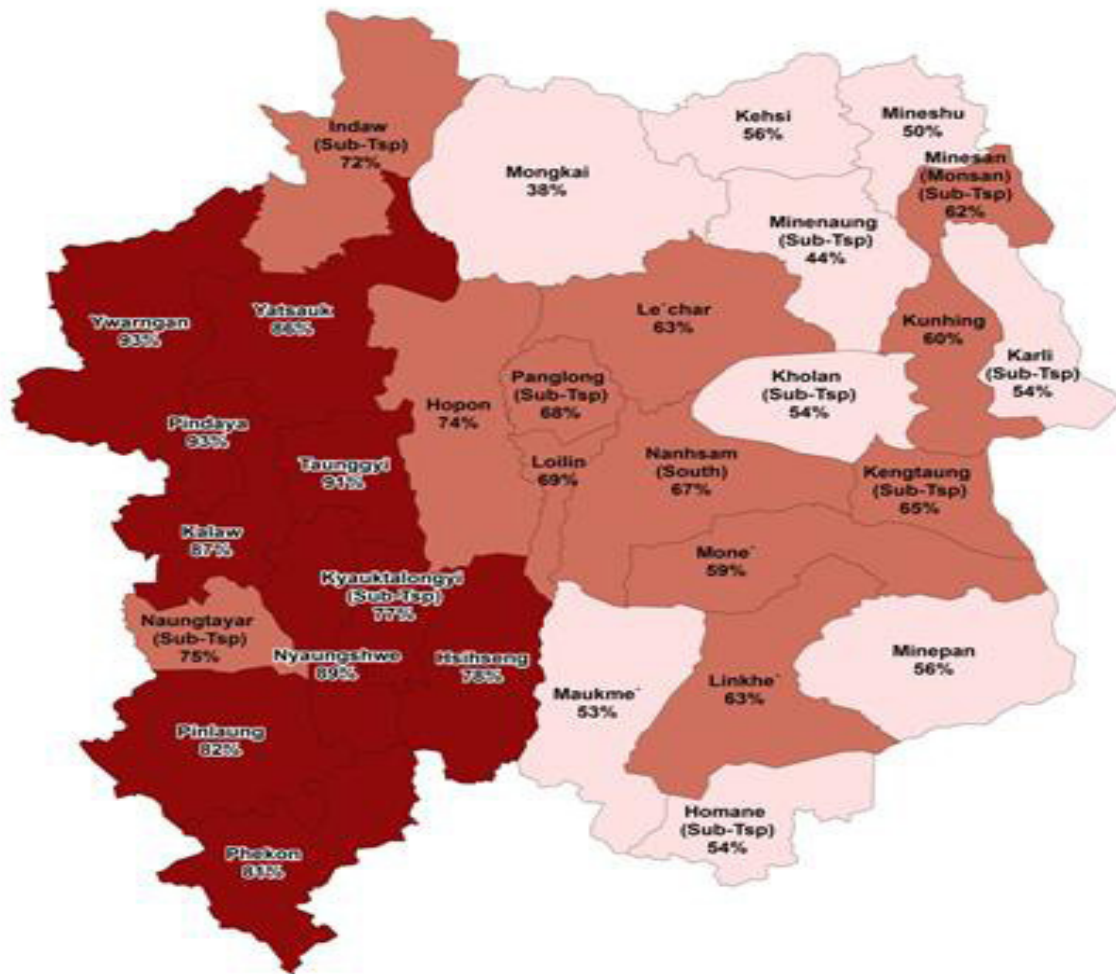 Indaw
(Sub-Tsp)
72%
Mongkai
38%
Kehsi
56%
Mineshu
50%
Minesan
(Monsan)
(Sub-Tsp)
62%
Minenaung
(Sub-Tsp)
44%
Ywarngan
93%
Yatsauk
86%
Le´char
63%
Kunhing
60%
Karli
(Sub-Tsp)
54%
Kholan
(Sub-Tsp)
54%
Panglong
(Sub-Tsp)
68%
Hopon
74%
Pindaya
93%
Taunggyi
91%
Loilin
69%
Nanhsam
(South)
67%
Kengtaung
(Sub-Tsp)
65%
Kalaw
87%
Mone´
59%
Kyauktalongyi
(Sub-Tsp)
77%
Naungtayar
(Sub-Tsp)
75%
Nyaungshwe
89%
Hsihseng
78%
Minepan
56%
Maukme´
53%
Linkhe´
63%
Pinlaung
82%
Homane
(Sub-Tsp)
54%
Phekon
81%